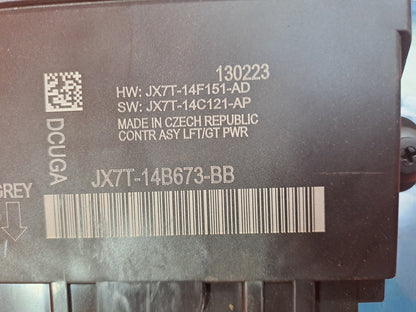 130223
HW: JX7T-14F151-AD
SW: JX7T-14C121-AP
MADE IN CZECH REPUBLIC
CONTR ASY LFT/GT PWR
DCUGA
JX7T-14B673-BB
GREY